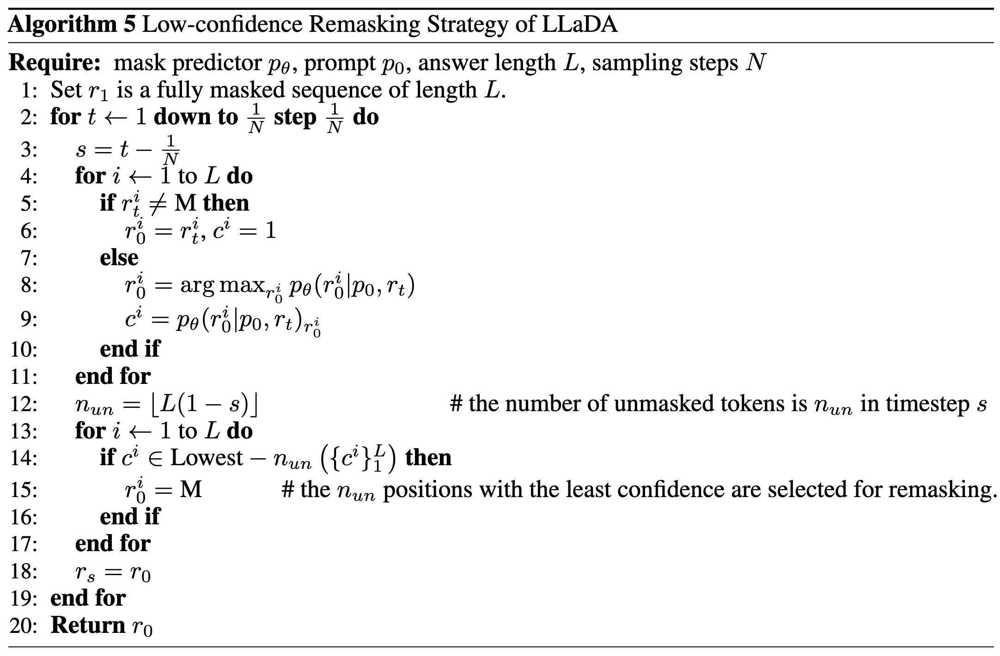 Algorithm 5 Low-confidence Remasking Strategy of LLaDA
Require: mask predictor $p_\theta$, prompt $p_0$, answer length $L$, sampling steps $N$
1: Set $r_1$ is a fully masked sequence of length $L$.
2: for $t \leftarrow 1$ down to $\frac{1}{N}$ step $\frac{1}{N}$ do
3: $s = t - \frac{1}{N}$
4: for $i \leftarrow 1$ to $L$ do
5: if $r_t^i \neq$ M then
6: $r_0^i = r_t^i$, $c^i = 1$
7: else
8: $r_0^i = \arg\max_{r_0^i} p_\theta(r_0^i|p_0, r_t)$
9: $c^i = p_\theta(r_0^i|p_0, r_t)_{r_0^i}$
10: end if
11: end for
12: $n_{un} = \lfloor L(1 - s) \rfloor$ # the number of unmasked tokens is $n_{un}$ in timestep $s$
13: for $i \leftarrow 1$ to $L$ do
14: if $c^i \in \text{Lowest} - n_{un}\left(\{c^i\}_1^L\right)$ then
15: $r_0^i =$ M # the $n_{un}$ positions with the least confidence are selected for remasking.
16: end if
17: end for
18: $r_s = r_0$
19: end for
20: Return $r_0$